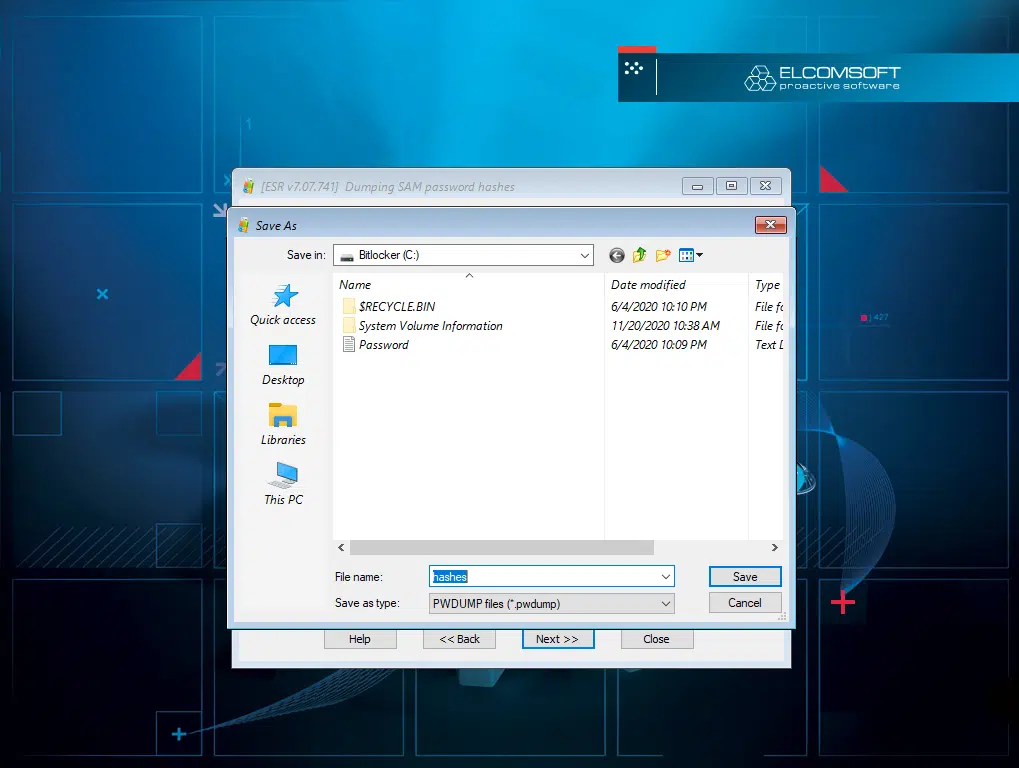 ELCOMSOFT
proactive software
1
[ESR v7.07.741] Dumping SAM password hashes
Save As
Save in: Bitlocker (C:)
Name Date modified Type
$RECYCLE.BIN 6/4/2020 10:10 PM File fo
System Volume Information 11/20/2020 10:38 AM File fo
Password 6/4/2020 10:09 PM Text D
Quick access
Desktop
Libraries
This PC
427
File name: hashes Save
Save as type: PWDUMP files (*.pwdump) Cancel
Help << Back Next >> Close